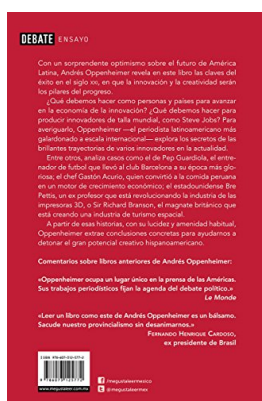 DEBATE ENSAYO
Con un sorprendente optimismo sobre el futuro de América
Latina, Andrés Oppenheimer revela en este libro las claves del
éxito en el siglo XXI, en que la innovación y la creatividad serán
los pilares del progreso.
¿Qué debemos hacer como personas y países para avanzar
en la economía de la innovación? ¿Qué debemos hacer para
producir innovadores de talla mundial, como Steve Jobs? Para
averiguarlo, Oppenheimer —el periodista latinoamericano más
galardonado a escala internacional— explora los secretos de las
brillantes trayectorias de varios innovadores en la actualidad.
Entre otros, analiza casos como el de Pep Guardiola, el entre-
nador de futbol que llevó al club Barcelona a su época más glo-
riosa; el chef Gastón Acurio, quien convirtió a la comida peruana
en un motor de crecimiento económico; el estadounidense Bre
Pettis, un ex profesor que está revolucionando la industria de las
impresoras 3D, o Sir Richard Branson, el magnate británico que
está creando una industria de turismo espacial.
A partir de esas historias, con su lucidez y amenidad habitual,
Oppenheimer extrae conclusiones concretas para ayudarnos a
detonar el gran potencial creativo hispanoamericano.
Comentarios sobre libros anteriores de Andrés Oppenheimer:
«Oppenheimer ocupa un lugar único en la prensa de las Américas.
Sus trabajos periodísticos fijan la agenda del debate político.»
Le Monde
«Leer un libro como este de Andrés Oppenheimer es un bálsamo.
Sacude nuestro provincialismo sin desanimarnos.»
FERNANDO HENRIQUE CARDOSO,
ex presidente de Brasil
www.megustaleer.com.mx
/megustaleermexico
@megustaleermex